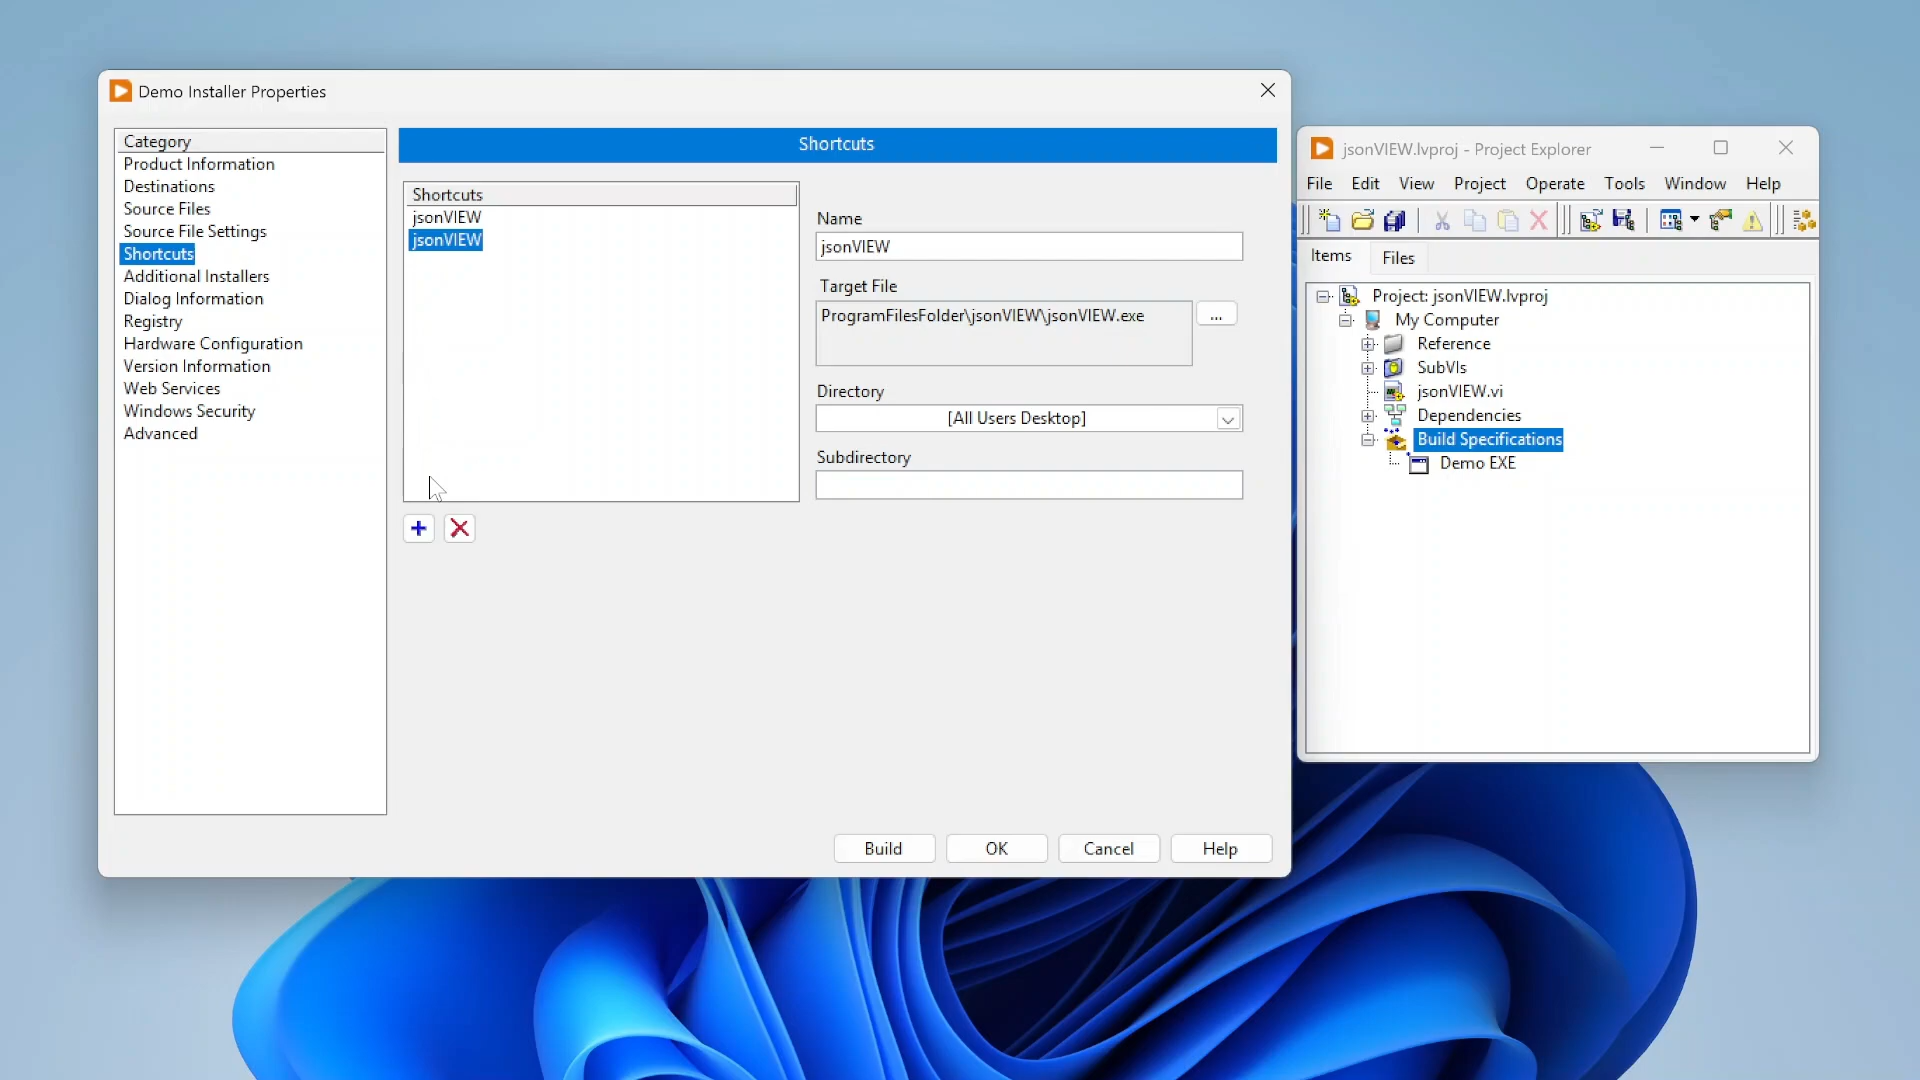 Demo Installer Properties
Category
Product Information
Destinations
Source Files
Source File Settings
Shortcuts
Additional Installers
Dialog Information
Registry
Hardware Configuration
Version Information
Web Services
Windows Security
Advanced
Shortcuts
Shortcuts
jsonVIEW
jsonVIEW
Name
jsonVIEW
Target File
ProgramFilesFolder\jsonVIEW\jsonVIEW.exe
...
Directory
[All Users Desktop]
Subdirectory
Build OK Cancel Help
jsonVIEW.lvproj - Project Explorer
File Edit View Project Operate Tools Window Help
Items Files
Project: jsonVIEW.lvproj
My Computer
Reference
SubVIs
jsonVIEW.vi
Dependencies
Build Specifications
Demo EXE